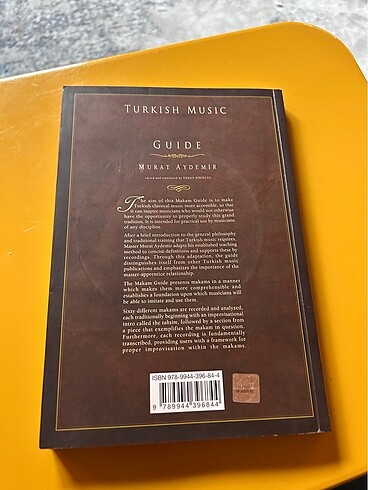 TURKISH MUSIC
GUIDE
MURAT AYDEMİR
edited and translated by ERMAN DIRIKCAN
The aim of this Makam Guide is to make
Turkish classical music more accessible, so that
it can inspire musicians who would not otherwise
have the opportunity to properly study this grand
tradition. It is intended for practical use by musicians
of any discipline.
After a brief introduction to the general philosophy
and traditional training that Turkish music requires,
Master Murat Aydemir adapts his established teaching
method to concise definitions and supports these by
recordings. Through this adaptation, the guide
distinguishes itself from other Turkish music
publications and emphasizes the importance of the
master-apprentice relationship.
The Makam Guide presents makams in a manner
which makes them more comprehensible and
establishes a foundation upon which musicians will
be able to imitate and use them.
Sixty different makams are recorded and analyzed,
each traditionally beginning with an improvisational
intro called the taksim, followed by a section from
a piece that exemplifies the makam in question.
Furthermore, each recording is fundamentally
transcribed, providing users with a framework for
proper improvisation within the makams.
ISBN 978-9944-396-84-4
9 789944 396844